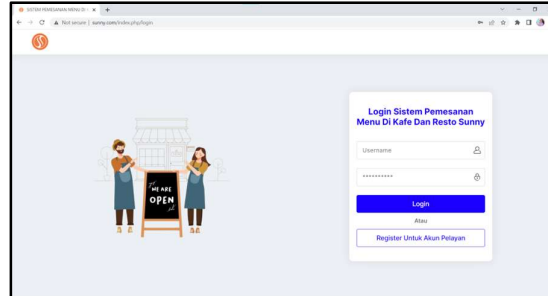 SISTEM PEMESANAN MENU DI
Not secure | sunny.com/index.php/login
Login Sistem Pemesanan
Menu Di Kafe Dan Resto Sunny
Username
Login
Atau
Register Untuk Akun Pelayan
WE ARE
OPEN